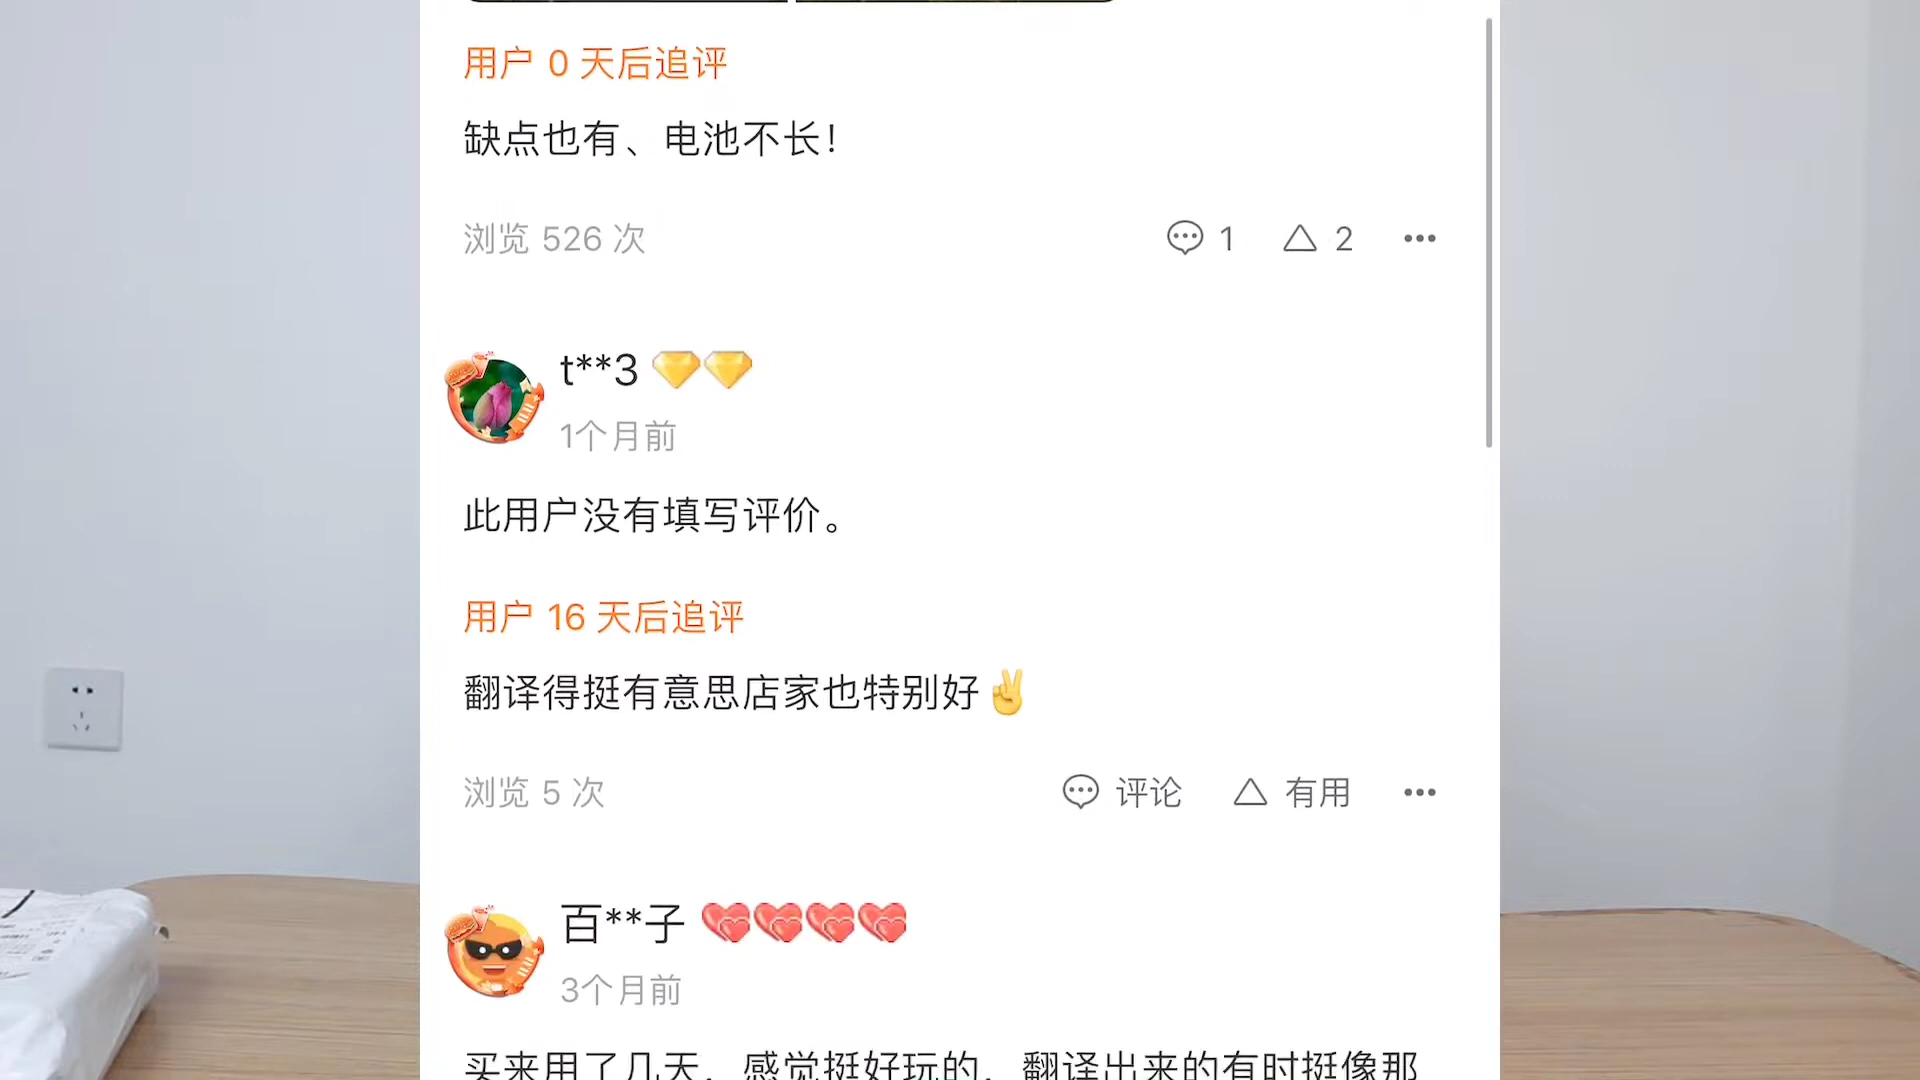 用户 0 天后追评
缺点也有、电池不长！
浏览 526 次
1
2
t**3
1个月前
此用户没有填写评价。
用户 16 天后追评
翻译得挺有意思店家也特别好✌️
浏览 5 次
评论
有用
百**子
3个月前
买来用了几天，感觉挺好玩的，翻译出来的有时挺像那